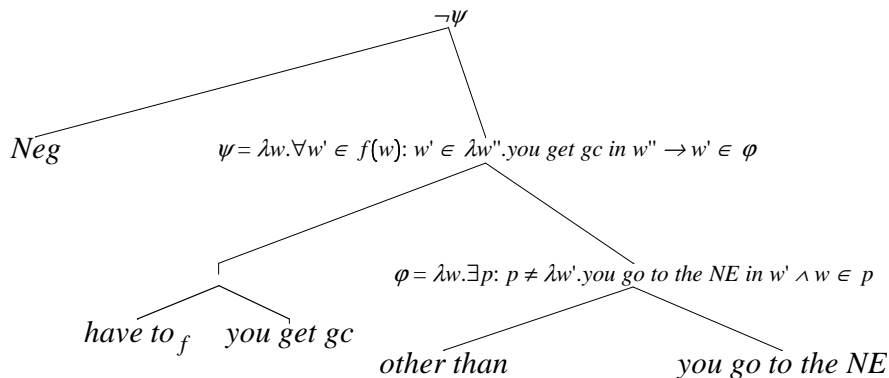 ¬ψ
Neg
ψ = λw.∀w' ∈ f(w): w' ∈ λw".you get gc in w" → w' ∈ φ
φ = λw.∃p: p ≠ λw'.you go to the NE in w' ∧ w ∈ p
have to_f you get gc
other than you go to the NE